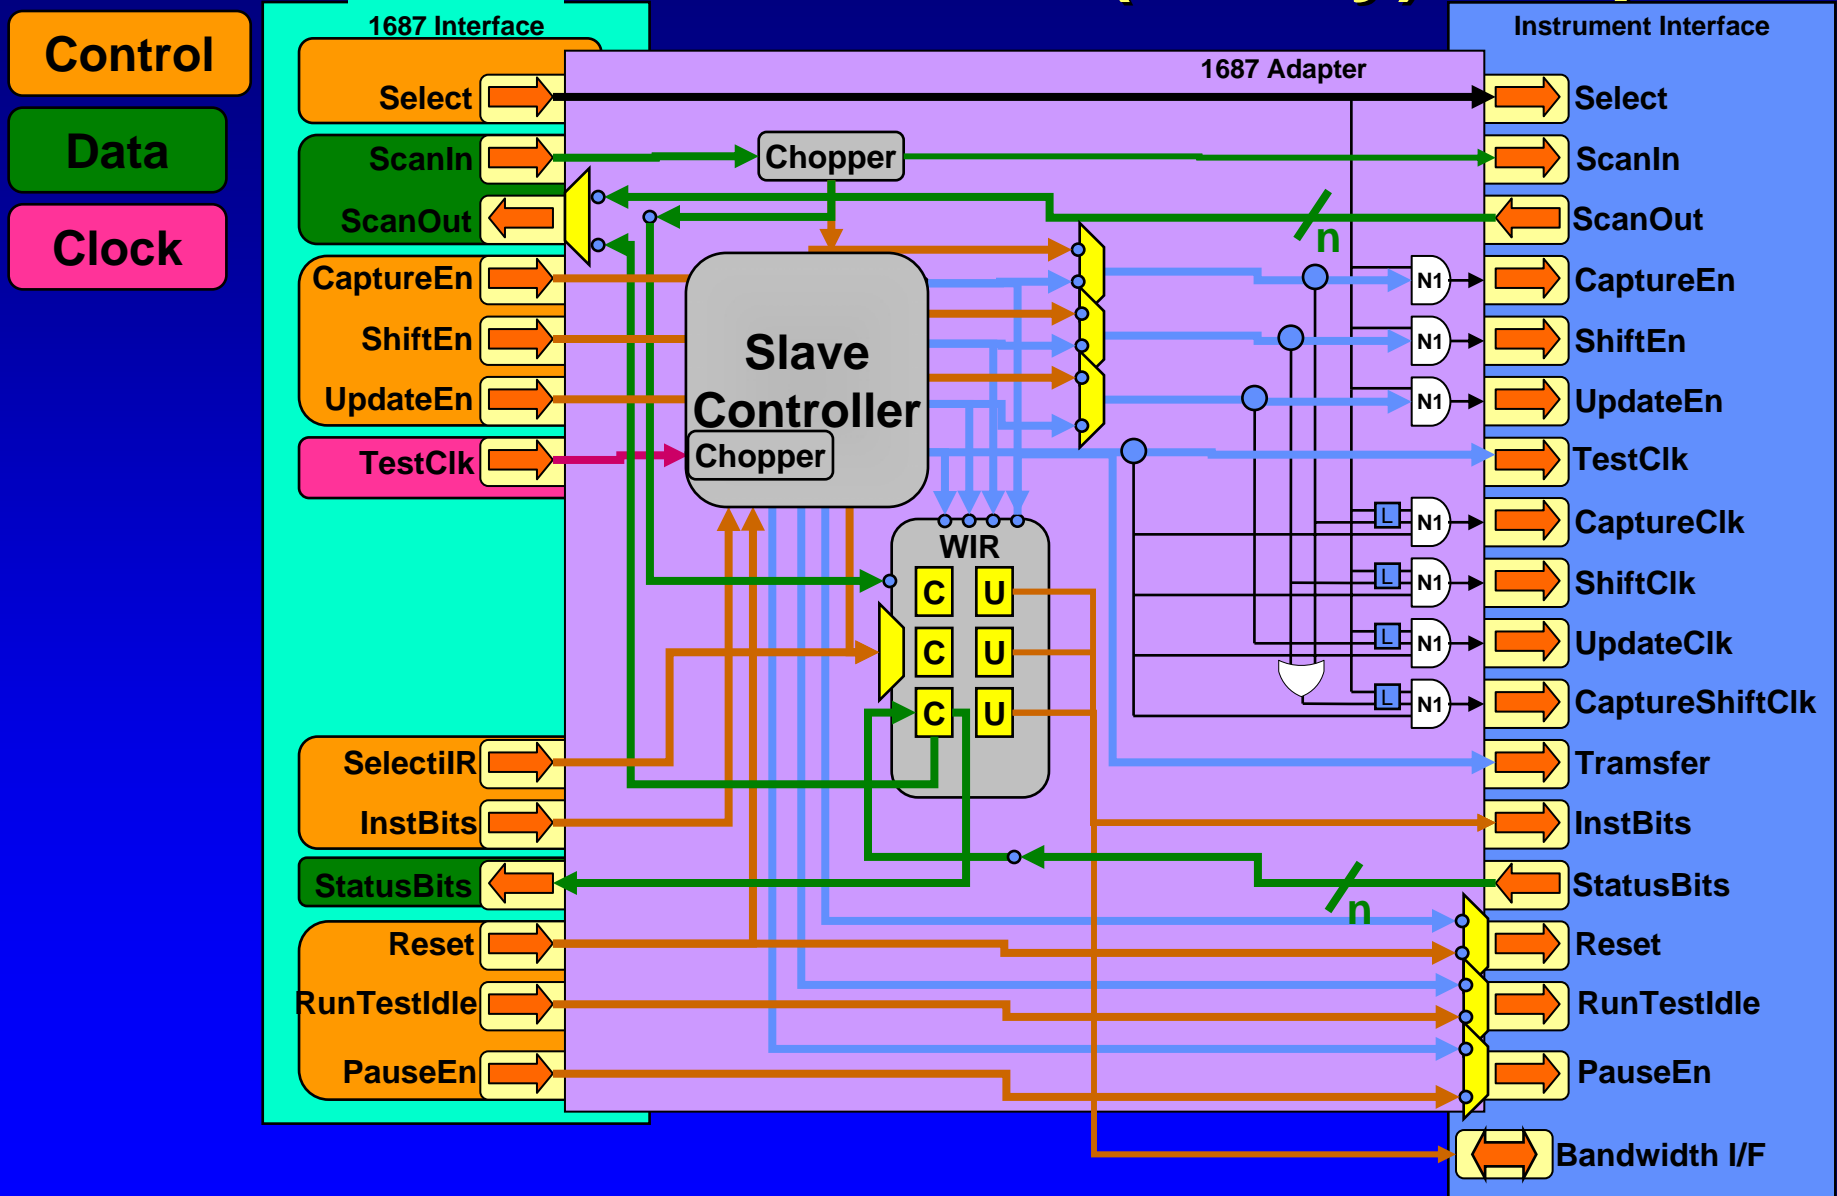 Control
Data
Clock
1687 Interface
Select
ScanIn
ScanOut
CaptureEn
ShiftEn
UpdateEn
TestClk
SelectiIR
InstBits
StatusBits
Reset
RunTestIdle
PauseEn
1687 Adapter
Chopper
n
Slave
Controller
Chopper
WIR
C U
C U
C U
n
N1
N1
N1
L N1
L N1
L N1
L N1
Instrument Interface
Select
ScanIn
ScanOut
CaptureEn
ShiftEn
UpdateEn
TestClk
CaptureClk
ShiftClk
UpdateClk
CaptureShiftClk
Tramsfer
InstBits
StatusBits
Reset
RunTestIdle
PauseEn
Bandwidth I/F